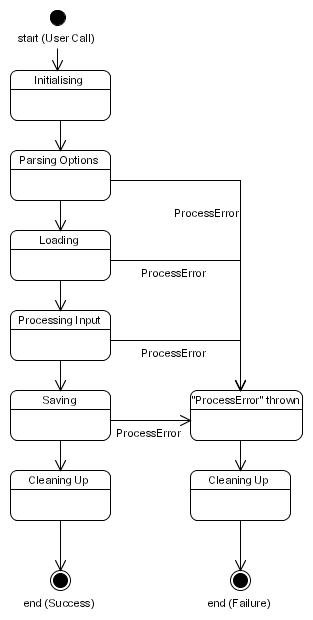 start (User Call)
Initialising
Parsing Options
ProcessError
Loading
ProcessError
Processing Input
ProcessError
Saving
"ProcessError" thrown
ProcessError
Cleaning Up
Cleaning Up
end (Success)
end (Failure)